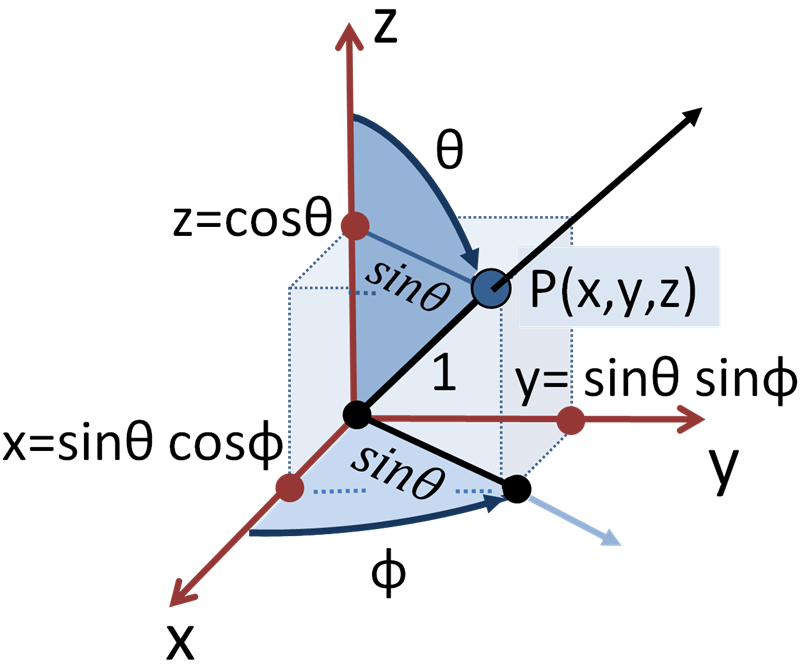 z
θ
z=cosθ
sinθ
P(x,y,z)
1
y= sinθ sinϕ
x=sinθ cosϕ
sinθ
y
ϕ
x